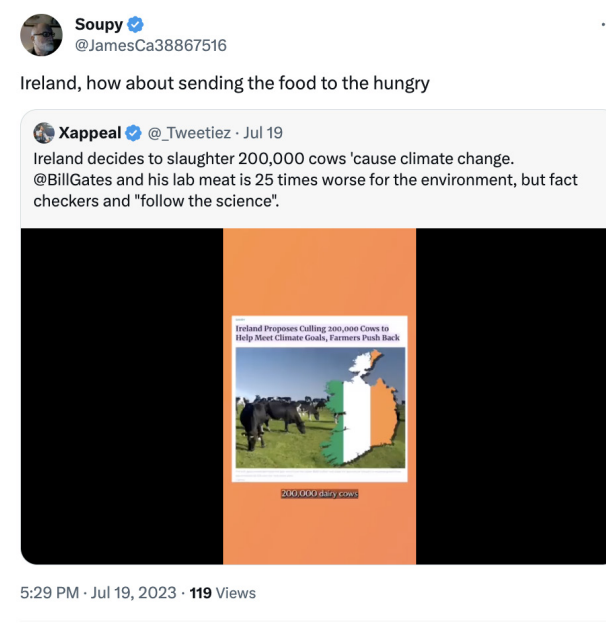 Soupy
@JamesCa38867516
Ireland, how about sending the food to the hungry
Xappeal @_Tweetiez · Jul 19
Ireland decides to slaughter 200,000 cows 'cause climate change.
@BillGates and his lab meat is 25 times worse for the environment, but fact
checkers and "follow the science".
Ireland Proposes Culling 200,000 Cows to
Help Meet Climate Goals, Farmers Push Back
200,000 dairy cows
5:29 PM · Jul 19, 2023 · 119 Views